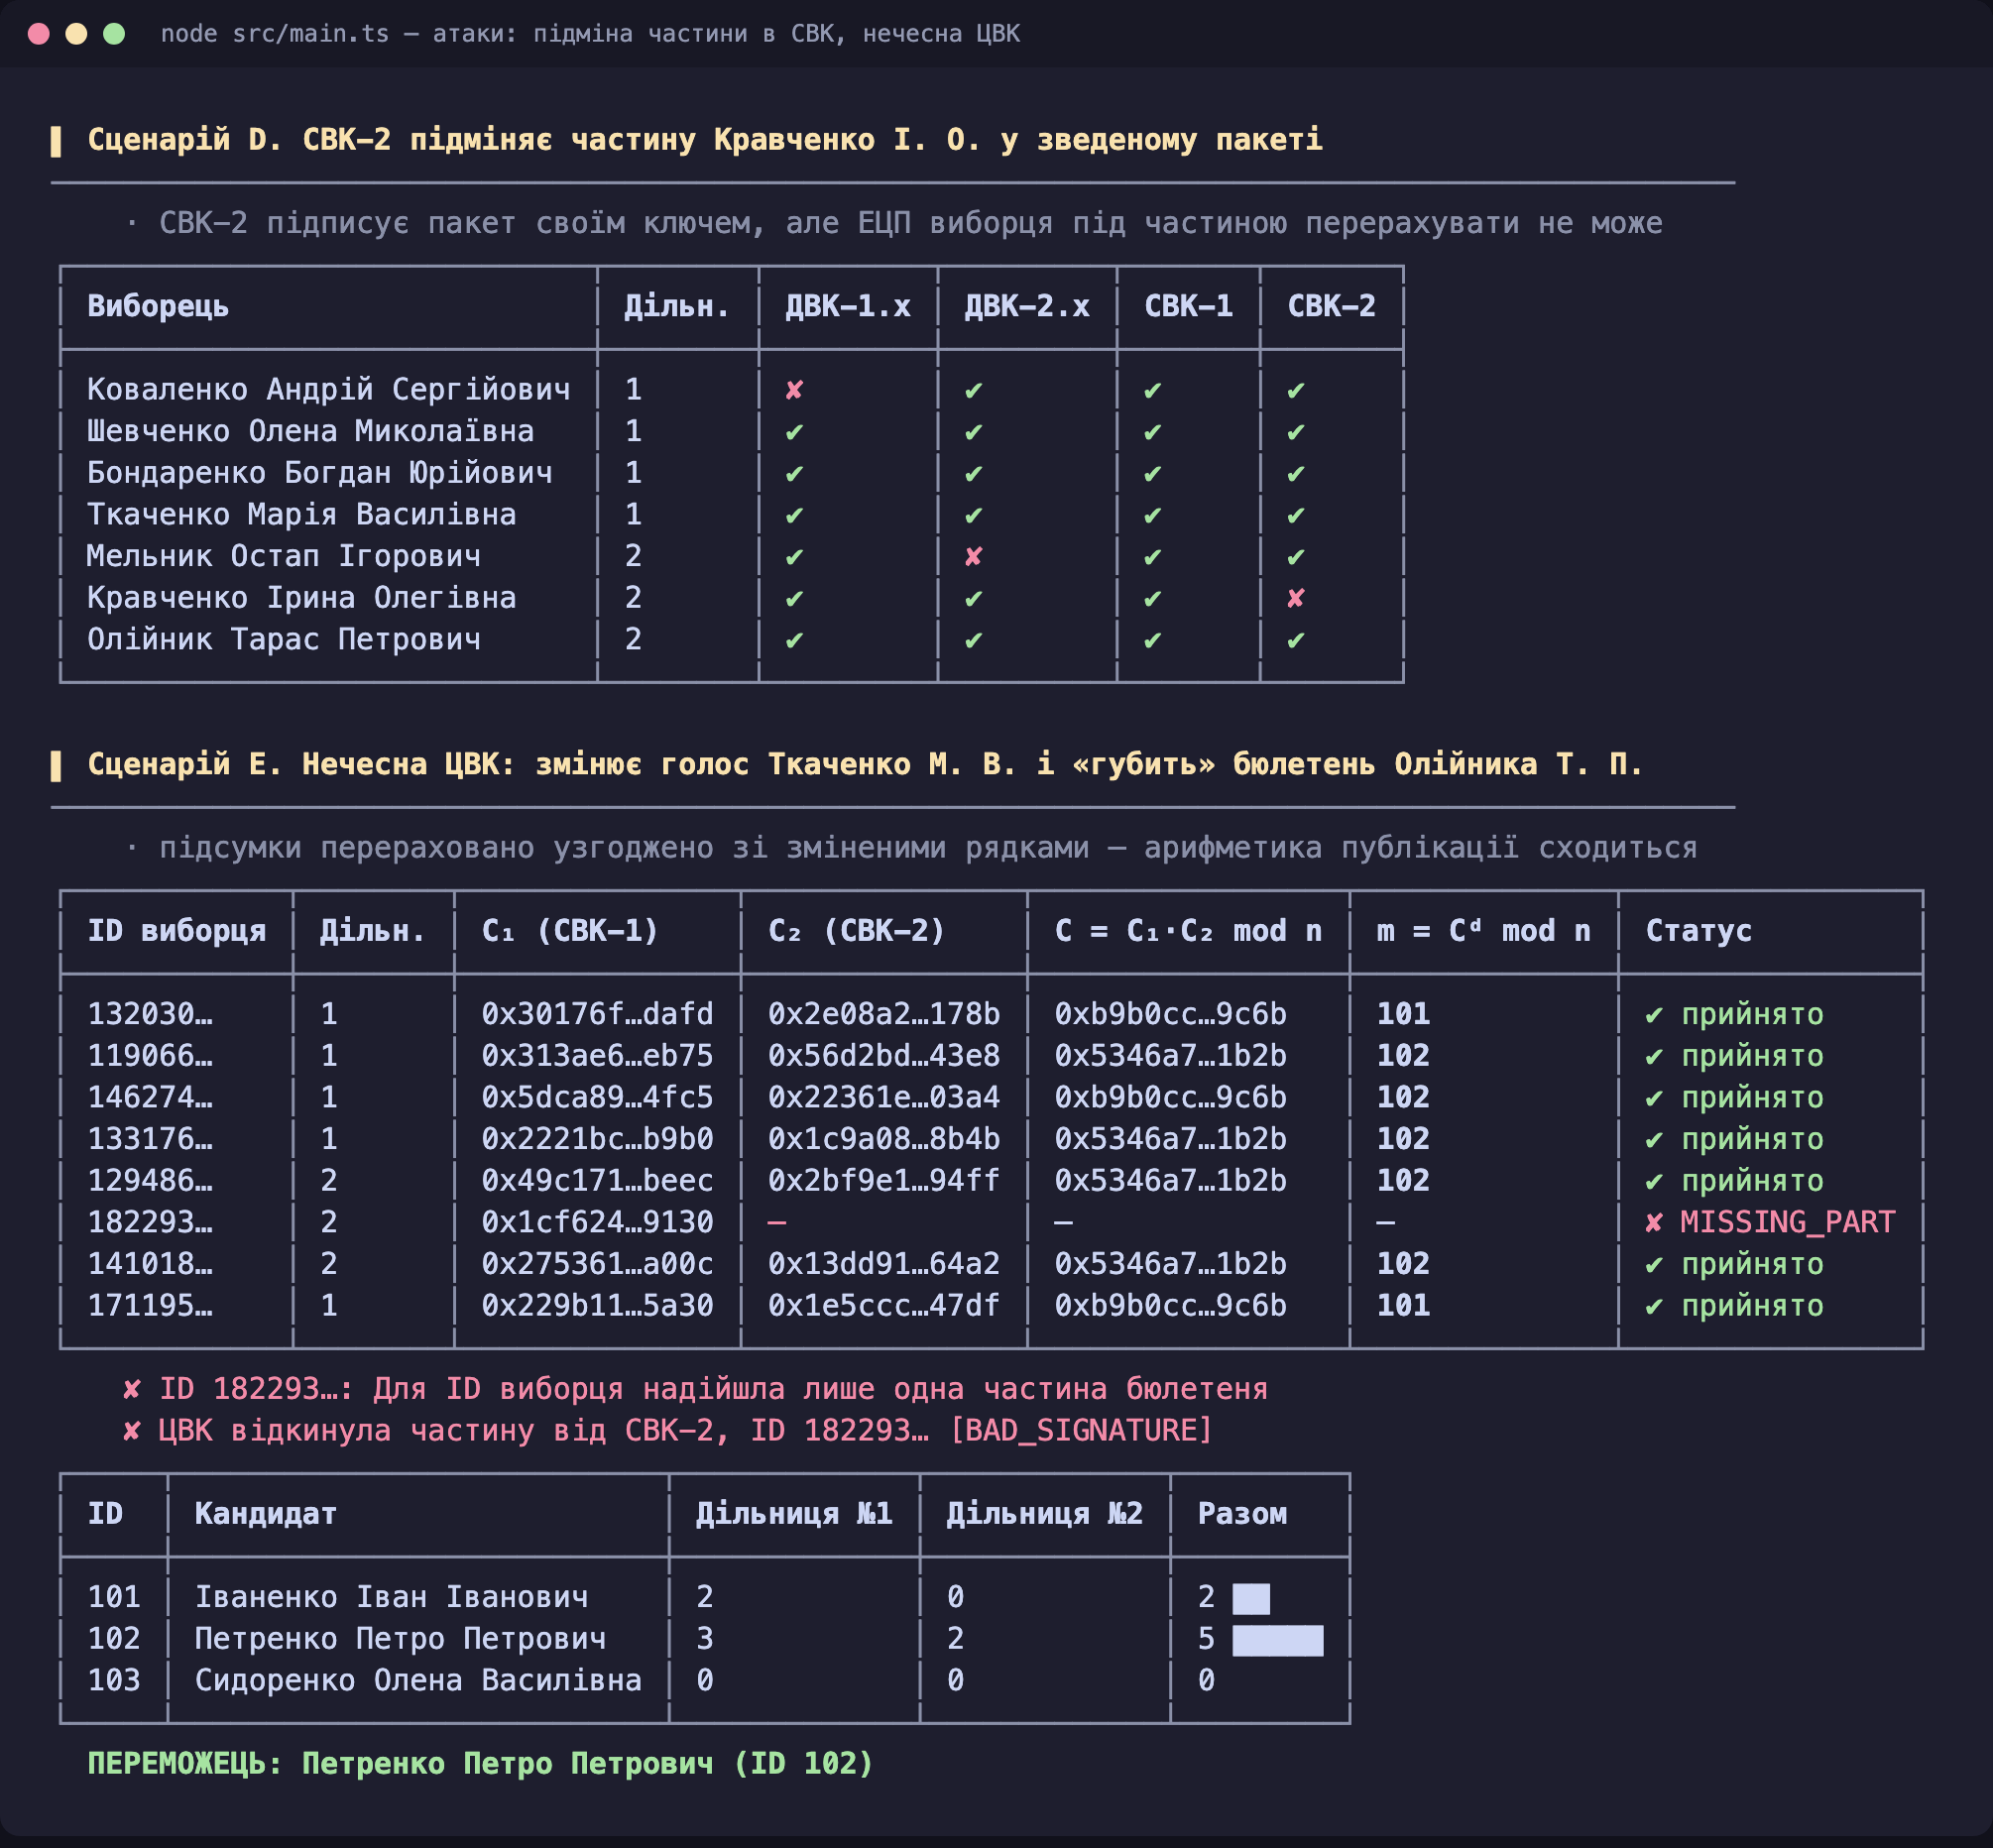 node src/main.ts — атаки: підміна частини в СВК, нечесна ЦВК
Сценарій D. СВК–2 підміняє частину Кравченко І. О. у зведеному пакеті
· СВК–2 підписує пакет своїм ключем, але ЕЦП виборця під частиною перерахувати не може
Виборець Дільн. ДВК–1.x ДВК–2.x СВК–1 СВК–2
Коваленко Андрій Сергійович 1 ✘ ✔ ✔ ✔
Шевченко Олена Миколаївна 1 ✔ ✔ ✔ ✔
Бондаренко Богдан Юрійович 1 ✔ ✔ ✔ ✔
Ткаченко Марія Василівна 1 ✔ ✔ ✔ ✔
Мельник Остап Ігорович 2 ✔ ✘ ✔ ✔
Кравченко Ірина Олегівна 2 ✔ ✔ ✔ ✘
Олійник Тарас Петрович 2 ✔ ✔ ✔ ✔
Сценарій E. Нечесна ЦВК: змінює голос Ткаченко М. В. і «губить» бюлетень Олійника Т. П.
· підсумки перераховано узгоджено зі зміненими рядками — арифметика публікації сходиться
ID виборця Дільн. C₁ (СВК–1) C₂ (СВК–2) C = C₁·C₂ mod n m = Cᵈ mod n Статус
132030… 1 0x30176f…dafd 0x2e08a2…178b 0xb9b0cc…9c6b 101 ✔ прийнято
119066… 1 0x313ae6…eb75 0x56d2bd…43e8 0x5346a7…1b2b 102 ✔ прийнято
146274… 1 0x5dca89…4fc5 0x22361e…03a4 0xb9b0cc…9c6b 102 ✔ прийнято
133176… 1 0x2221bc…b9b0 0x1c9a08…8b4b 0x5346a7…1b2b 102 ✔ прийнято
129486… 2 0x49c171…beec 0x2bf9e1…94ff 0x5346a7…1b2b 102 ✔ прийнято
182293… 2 0x1cf624…9130 — — — ✘ MISSING_PART
141018… 2 0x275361…a00c 0x13dd91…64a2 0x5346a7…1b2b 102 ✔ прийнято
171195… 1 0x229b11…5a30 0x1e5ccc…47df 0xb9b0cc…9c6b 101 ✔ прийнято
✘ ID 182293…: Для ID виборця надійшла лише одна частина бюлетеня
✘ ЦВК відкинула частину від СВК–2, ID 182293… [BAD_SIGNATURE]
ID Кандидат Дільниця №1 Дільниця №2 Разом
101 Іваненко Іван Іванович 2 0 2
102 Петренко Петро Петрович 3 2 5
103 Сидоренко Олена Василівна 0 0 0
ПЕРЕМОЖЕЦЬ: Петренко Петро Петрович (ID 102)